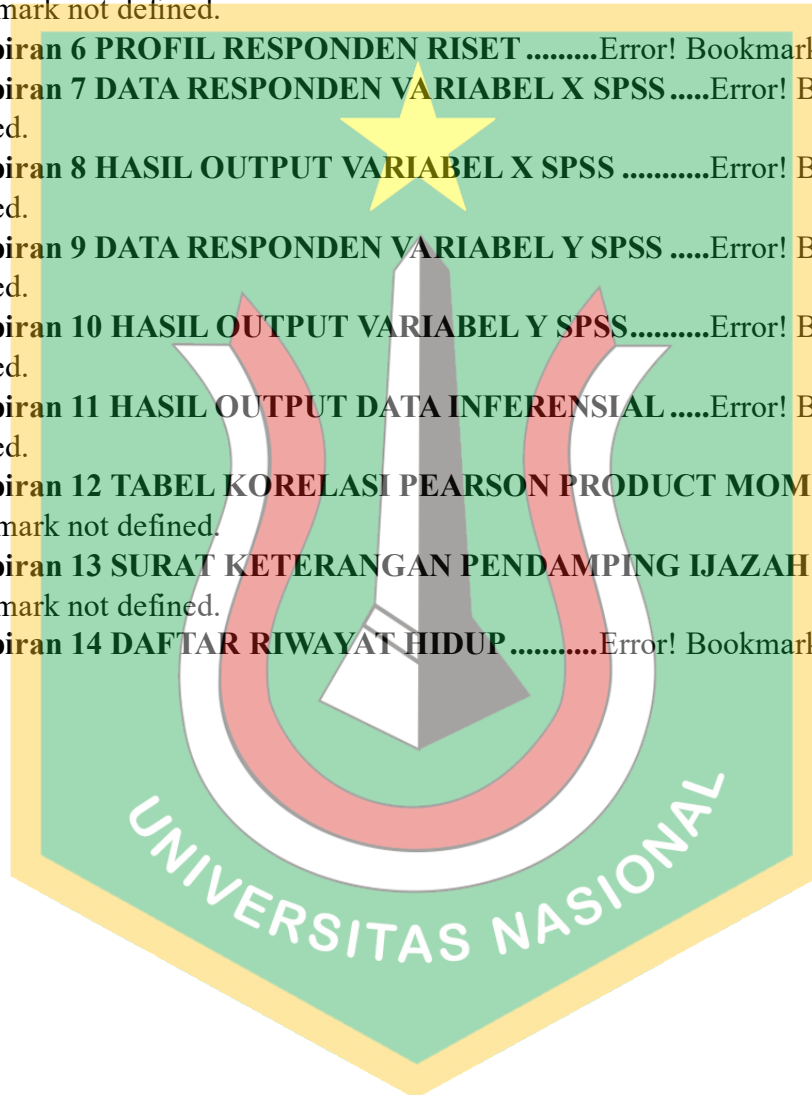 mark not defined.
piran 6 PROFIL RESPONDEN RISET .........Error! Bookmark
piran 7 DATA RESPONDEN VARIABEL X SPSS .....Error! B
ed.
piran 8 HASIL OUTPUT VARIABEL X SPSS ...........Error! B
ed.
piran 9 DATA RESPONDEN VARIABEL Y SPSS .....Error! B
ed.
piran 10 HASIL OUTPUT VARIABEL Y SPSS..........Error! B
ed.
piran 11 HASIL OUTPUT DATA INFERENSIAL .....Error! B
ed.
piran 12 TABEL KORELASI PEARSON PRODUCT MOM
mark not defined.
piran 13 SURAT KETERANGAN PENDAMPING IJAZAH
mark not defined.
piran 14 DAFTAR RIWAYAT HIDUP ...........Error! Bookmark
UNIVERSITAS NASIONAL